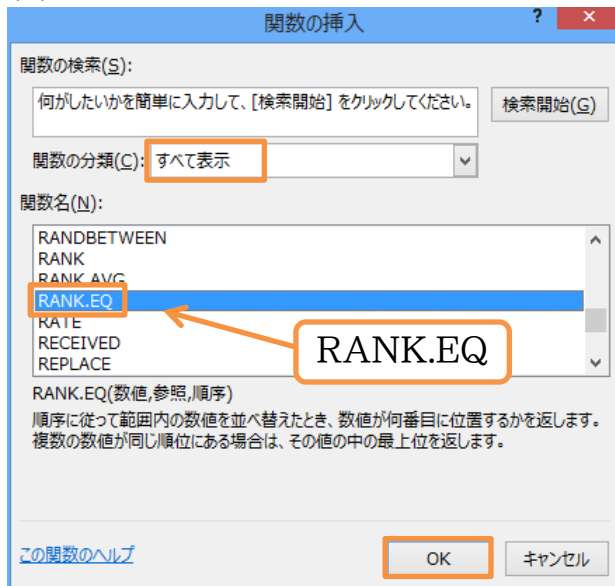 関数の挿入
? ×
関数の検索(S):
何がしたいかを簡単に入力して、[検索開始] をクリックしてください。
検索開始(G)
関数の分類(C): すべて表示
関数名(N):
RANDBETWEEN
RANK
RANK.AVG
RANK.EQ
RATE
RECEIVED
REPLACE
RANK.EQ
RANK.EQ(数値,参照,順序)
順序に従って範囲内の数値を並べ替えたとき、数値が何番目に位置するかを返します。
複数の数値が同じ順位にある場合は、その値の中の最上位を返します。
この関数のヘルプ
OK
キャンセル